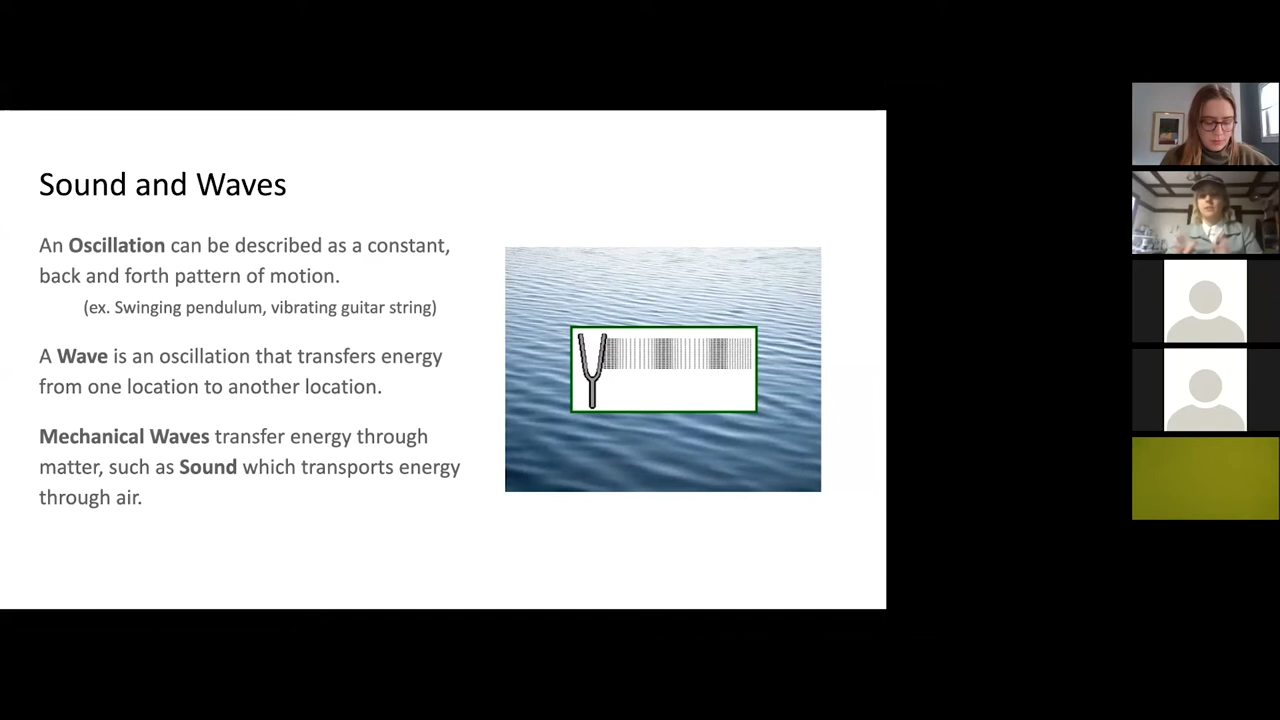 Sound and Waves
An Oscillation can be described as a constant,
back and forth pattern of motion.
(ex. Swinging pendulum, vibrating guitar string)
A Wave is an oscillation that transfers energy
from one location to another location.
Mechanical Waves transfer energy through
matter, such as Sound which transports energy
through air.